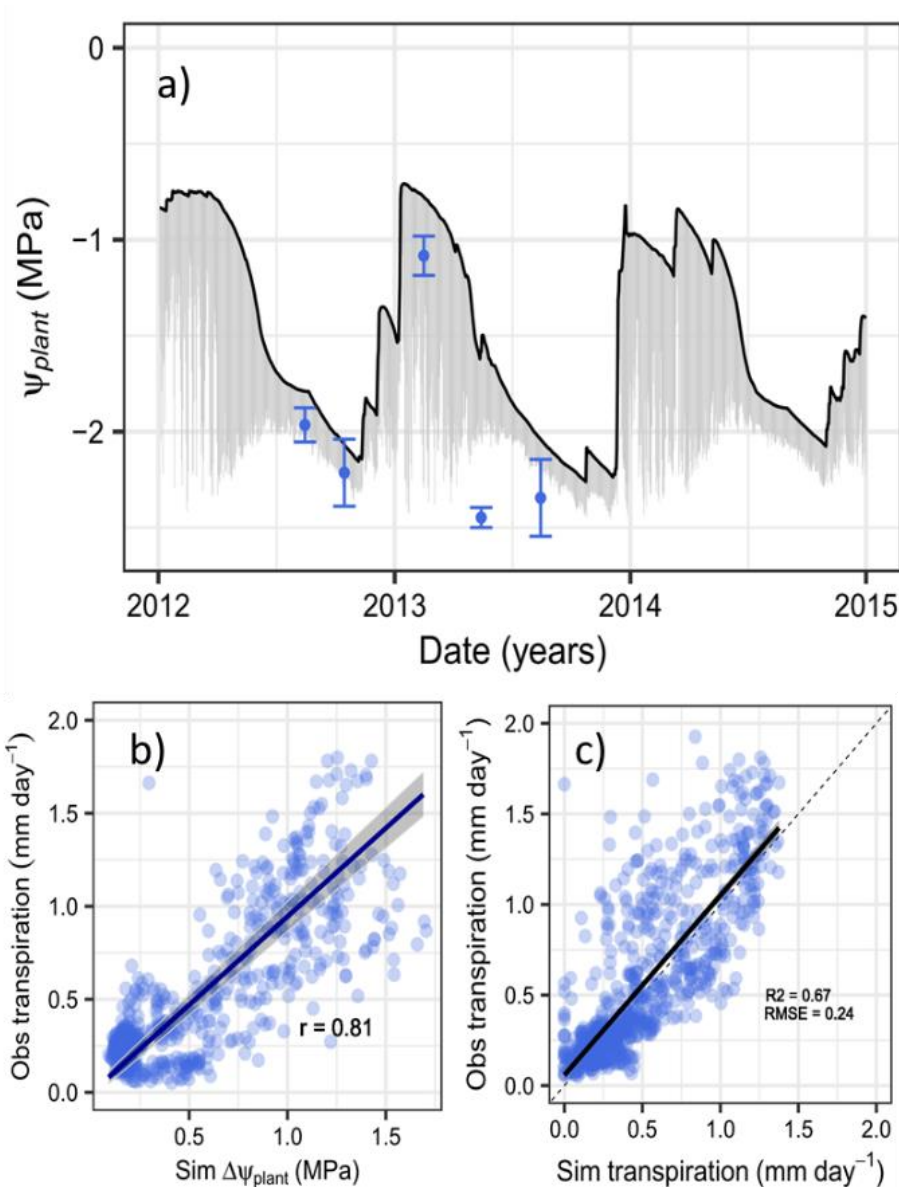 a)
0
−1
−2
ψplant (MPa)
2012
2013
2014
2015
Date (years)
b)
2.0
1.5
1.0
0.5
0.0
Obs transpiration (mm day⁻¹)
r = 0.81
0.5
1.0
1.5
Sim Δψplant (MPa)
c)
2.0
1.5
1.0
0.5
0.0
Obs transpiration (mm day⁻¹)
R2 = 0.67
RMSE = 0.24
0.0
0.5
1.0
1.5
2.0
Sim transpiration (mm day⁻¹)